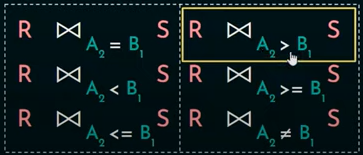 R ⋈ A₂ = B₁ S
R ⋈ A₂ > B₁ S
R ⋈ A₂ < B₁ S
R ⋈ A₂ >= B₁ S
R ⋈ A₂ <= B₁ S
R ⋈ A₂ ≠ B₁ S